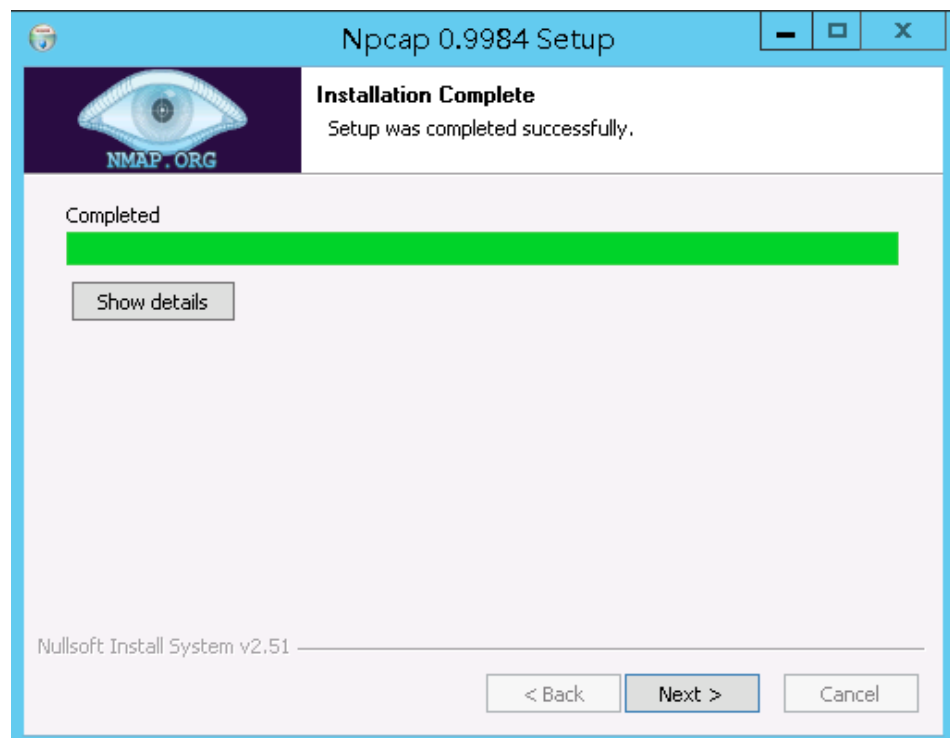 Npcap 0.9984 Setup
Installation Complete
Setup was completed successfully.
NMAP.ORG
Completed
Show details
Nullsoft Install System v2.51
< Back
Next >
Cancel